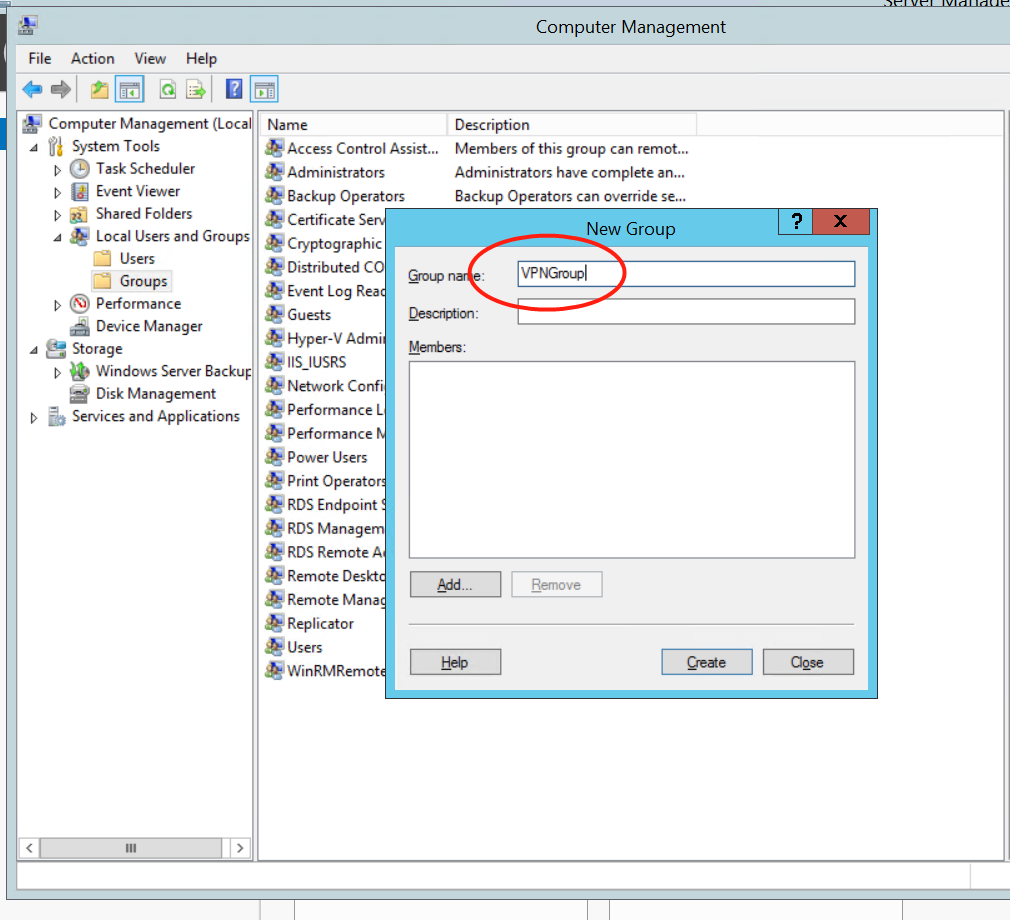 Computer Management
File Action View Help
Computer Management (Local
System Tools
Task Scheduler
Event Viewer
Shared Folders
Local Users and Groups
Users
Groups
Performance
Device Manager
Storage
Windows Server Backup
Disk Management
Services and Applications
Name Description
Access Control Assist... Members of this group can remot...
Administrators Administrators have complete an...
Backup Operators Backup Operators can override se...
Certificate Serv
Cryptographic
Distributed CO
Event Log Read
Guests
Hyper-V Admin
IIS_IUSRS
Network Config
Performance L
Performance M
Power Users
Print Operators
RDS Endpoint S
RDS Managem
RDS Remote Ac
Remote Deskto
Remote Manag
Replicator
Users
WinRMRemote
New Group
? X
Group name: VPNGroup
Description:
Members:
Add... Remove
Help Create Close